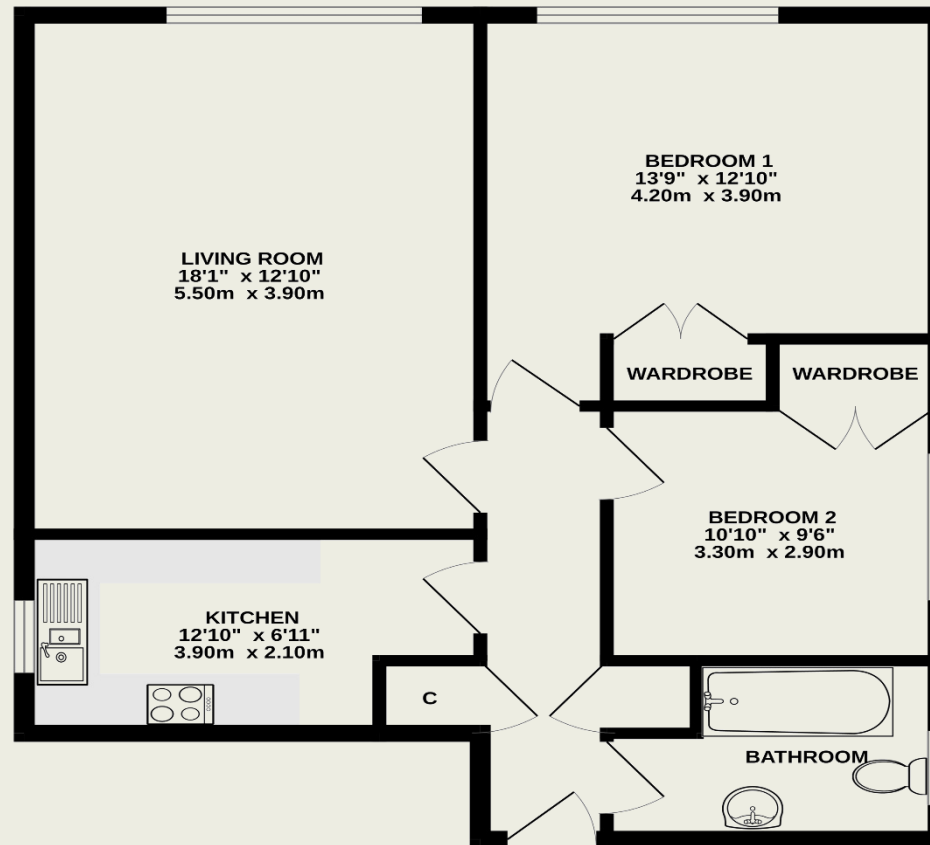 BEDROOM 1
13'9" x 12'10"
4.20m x 3.90m
LIVING ROOM
18'1" x 12'10"
5.50m x 3.90m
WARDROBE
WARDROBE
BEDROOM 2
10'10" x 9'6"
3.30m x 2.90m
KITCHEN
12'10" x 6'11"
3.90m x 2.10m
C
BATHROOM